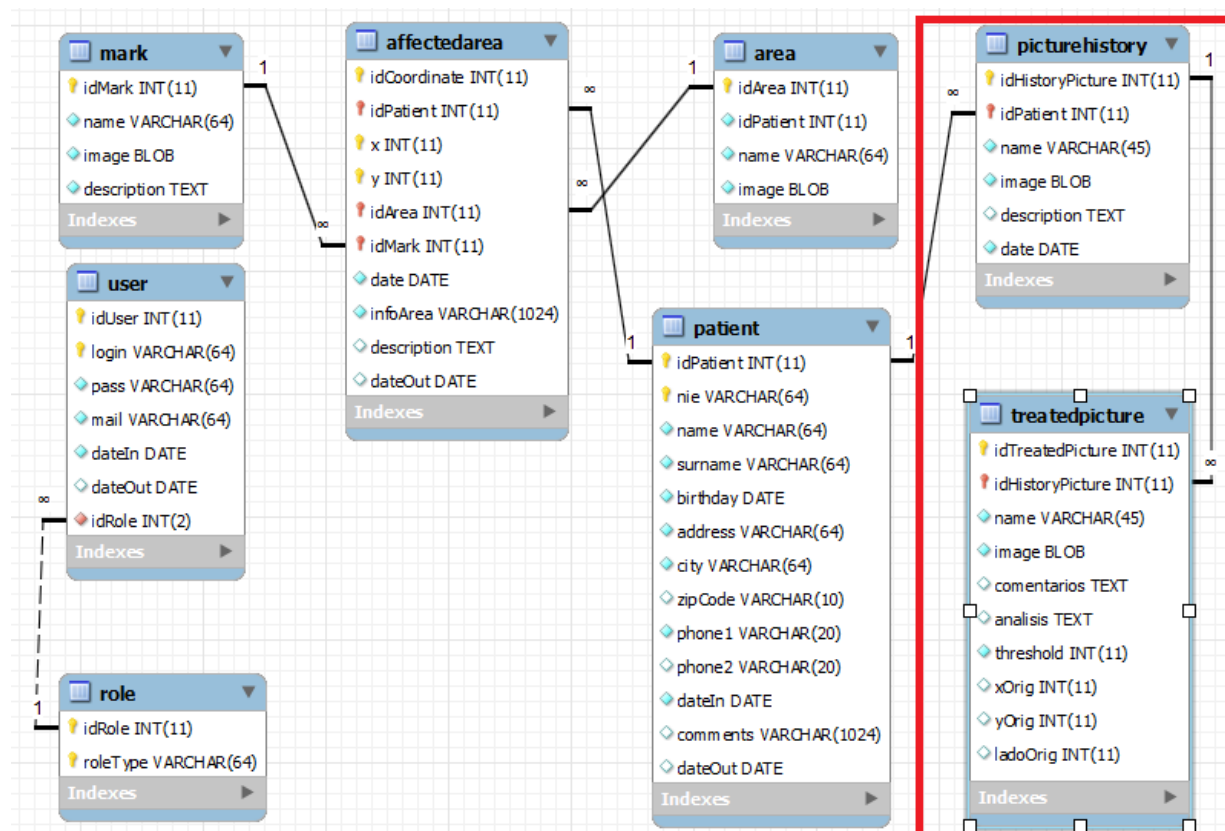 mark
idMark INT(11)
name VARCHAR(64)
image BLOB
description TEXT
Indexes
1
∞
affectedarea
idCoordinate INT(11)
idPatient INT(11)
x INT(11)
y INT(11)
idArea INT(11)
idMark INT(11)
date DATE
infoArea VARCHAR(1024)
description TEXT
dateOut DATE
Indexes
∞
∞
1
1
area
idArea INT(11)
idPatient INT(11)
name VARCHAR(64)
image BLOB
Indexes
picturehistory
idHistoryPicture INT(11)
idPatient INT(11)
name VARCHAR(45)
image BLOB
description TEXT
date DATE
Indexes
1
∞
user
idUser INT(11)
login VARCHAR(64)
pass VARCHAR(64)
mail VARCHAR(64)
dateIn DATE
dateOut DATE
idRole INT(2)
Indexes
∞
1
role
idRole INT(11)
roleType VARCHAR(64)
Indexes
patient
idPatient INT(11)
nie VARCHAR(64)
name VARCHAR(64)
surname VARCHAR(64)
birthday DATE
address VARCHAR(64)
city VARCHAR(64)
zipCode VARCHAR(10)
phone1 VARCHAR(20)
phone2 VARCHAR(20)
dateIn DATE
comments VARCHAR(1024)
dateOut DATE
Indexes
1
treatedpicture
idTreatedPicture INT(11)
idHistoryPicture INT(11)
name VARCHAR(45)
image BLOB
comentarios TEXT
analisis TEXT
threshold INT(11)
xOrig INT(11)
yOrig INT(11)
ladoOrig INT(11)
Indexes
∞